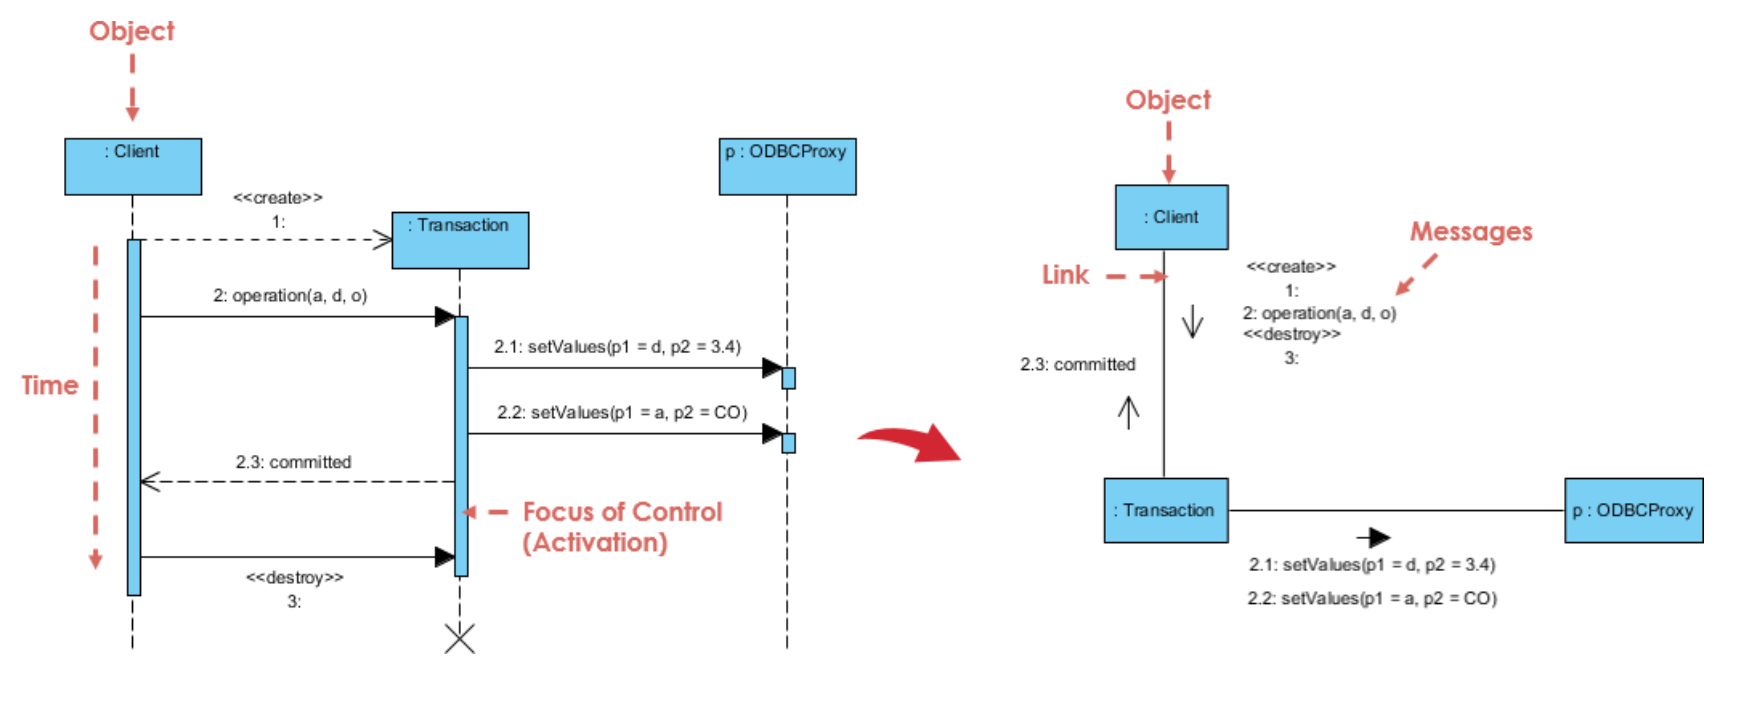 Object
: Client
p : ODBCProxy
<<create>>
1:
: Transaction
2: operation(a, d, o)
2.1: setValues(p1 = d, p2 = 3.4)
Time
2.2: setValues(p1 = a, p2 = CO)
2.3: committed
Focus of Control
(Activation)
<<destroy>>
3:
Object
: Client
Messages
Link
<<create>>
1:
2: operation(a, d, o)
<<destroy>>
3:
2.3: committed
: Transaction
p : ODBCProxy
2.1: setValues(p1 = d, p2 = 3.4)
2.2: setValues(p1 = a, p2 = CO)